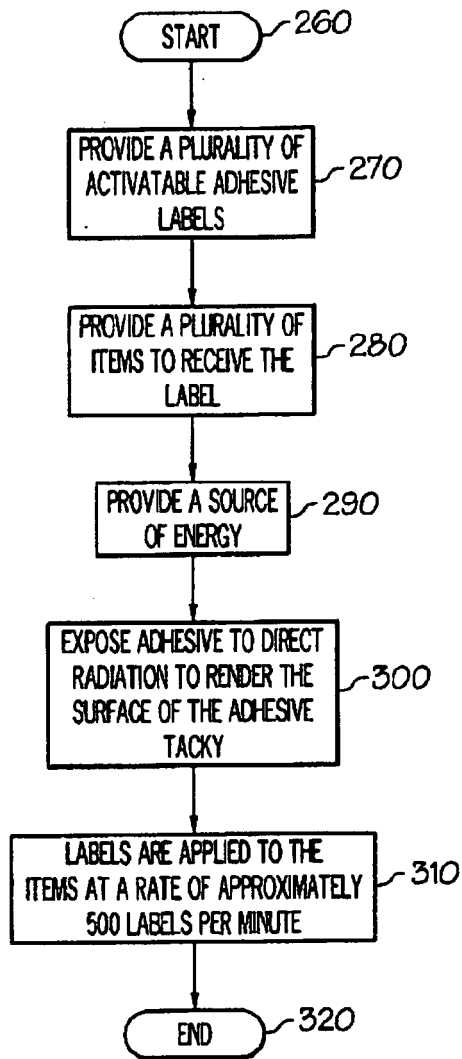 START
260
PROVIDE A PLURALITY OF
ACTIVATABLE ADHESIVE
LABELS
270
PROVIDE A PLURALITY OF
ITEMS TO RECEIVE THE
LABEL
280
PROVIDE A SOURCE
OF ENERGY
290
EXPOSE ADHESIVE TO DIRECT
RADIATION TO RENDER THE
SURFACE OF THE ADHESIVE
TACKY
300
LABELS ARE APPLIED TO THE
ITEMS AT A RATE OF APPROXIMATELY
500 LABELS PER MINUTE
310
END
320